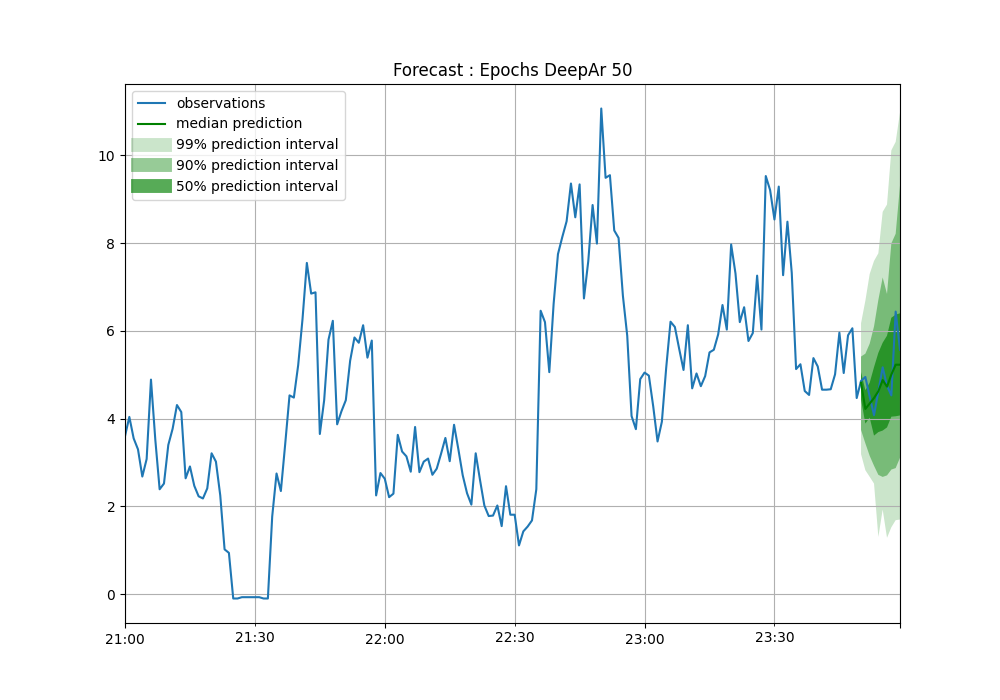 Forecast : Epochs DeepAr 50
observations
median prediction
99% prediction interval
90% prediction interval
50% prediction interval
10
8
6
4
2
0
21:00
21:30
22:00
22:30
23:00
23:30